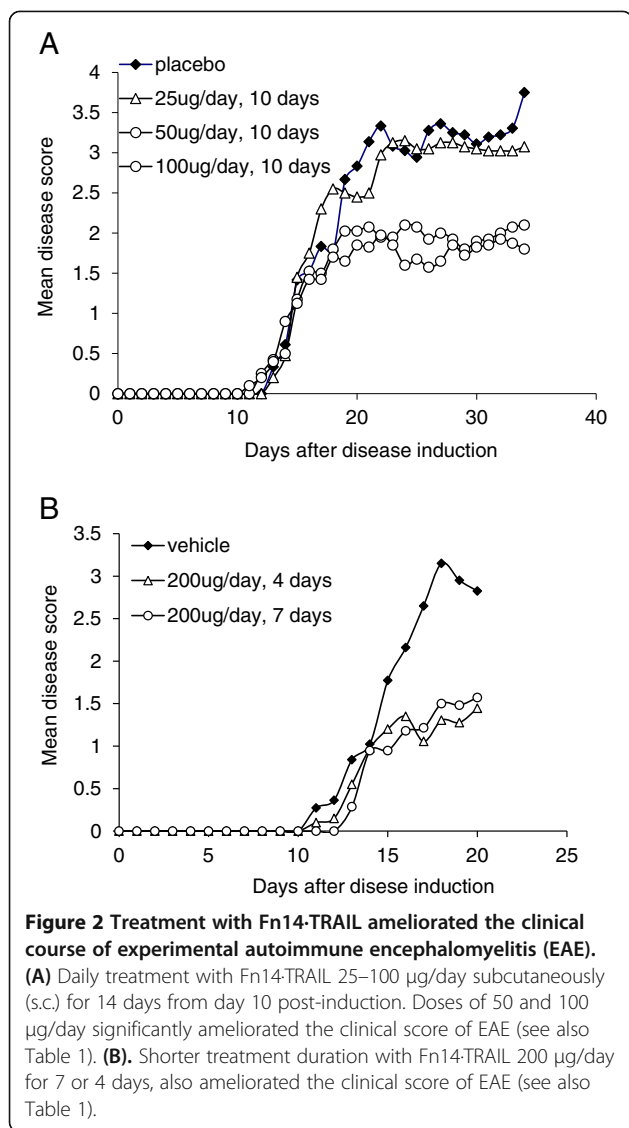 A
placebo
25ug/day, 10 days
50ug/day, 10 days
100ug/day, 10 days
4
3.5
3
2.5
2
1.5
1
0.5
0
Mean disease score
0 10 20 30 40
Days after disease induction
B
vehicle
200ug/day, 4 days
200ug/day, 7 days
3.5
3
2.5
2
1.5
1
0.5
0
Mean disease score
0 5 10 15 20 25
Days after disese induction
Figure 2 Treatment with Fn14·TRAIL ameliorated the clinical
course of experimental autoimmune encephalomyelitis (EAE).
(A) Daily treatment with Fn14·TRAIL 25–100 μg/day subcutaneously
(s.c.) for 14 days from day 10 post-induction. Doses of 50 and 100
μg/day significantly ameliorated the clinical score of EAE (see also
Table 1). (B). Shorter treatment duration with Fn14·TRAIL 200 μg/day
for 7 or 4 days, also ameliorated the clinical score of EAE (see also
Table 1).